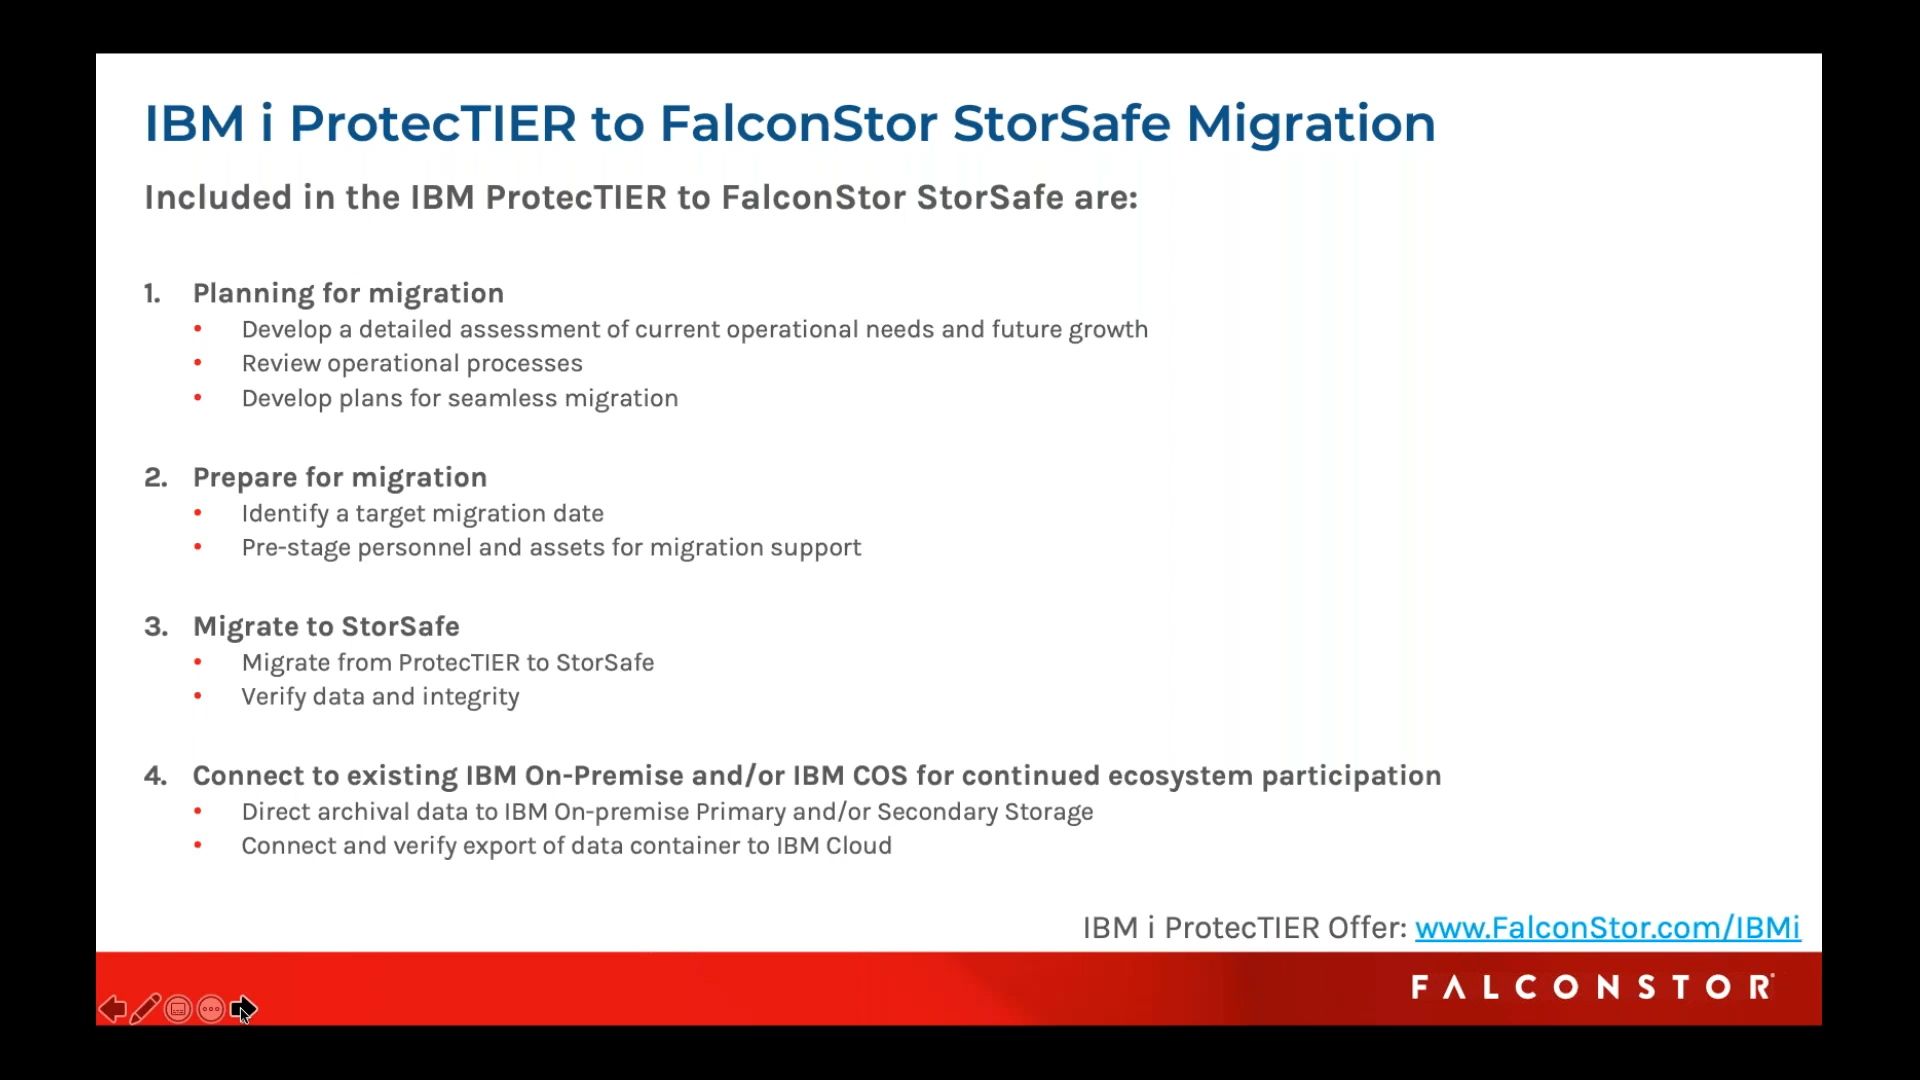 IBM i ProtecTIER to FalconStor StorSafe Migration
Included in the IBM ProtecTIER to FalconStor StorSafe are:
1. Planning for migration
• Develop a detailed assessment of current operational needs and future growth
• Review operational processes
• Develop plans for seamless migration
2. Prepare for migration
• Identify a target migration date
• Pre-stage personnel and assets for migration support
3. Migrate to StorSafe
• Migrate from ProtecTIER to StorSafe
• Verify data and integrity
4. Connect to existing IBM On-Premise and/or IBM COS for continued ecosystem participation
• Direct archival data to IBM On-premise Primary and/or Secondary Storage
• Connect and verify export of data container to IBM Cloud
IBM i ProtecTIER Offer: www.FalconStor.com/IBMi
FALCONSTOR